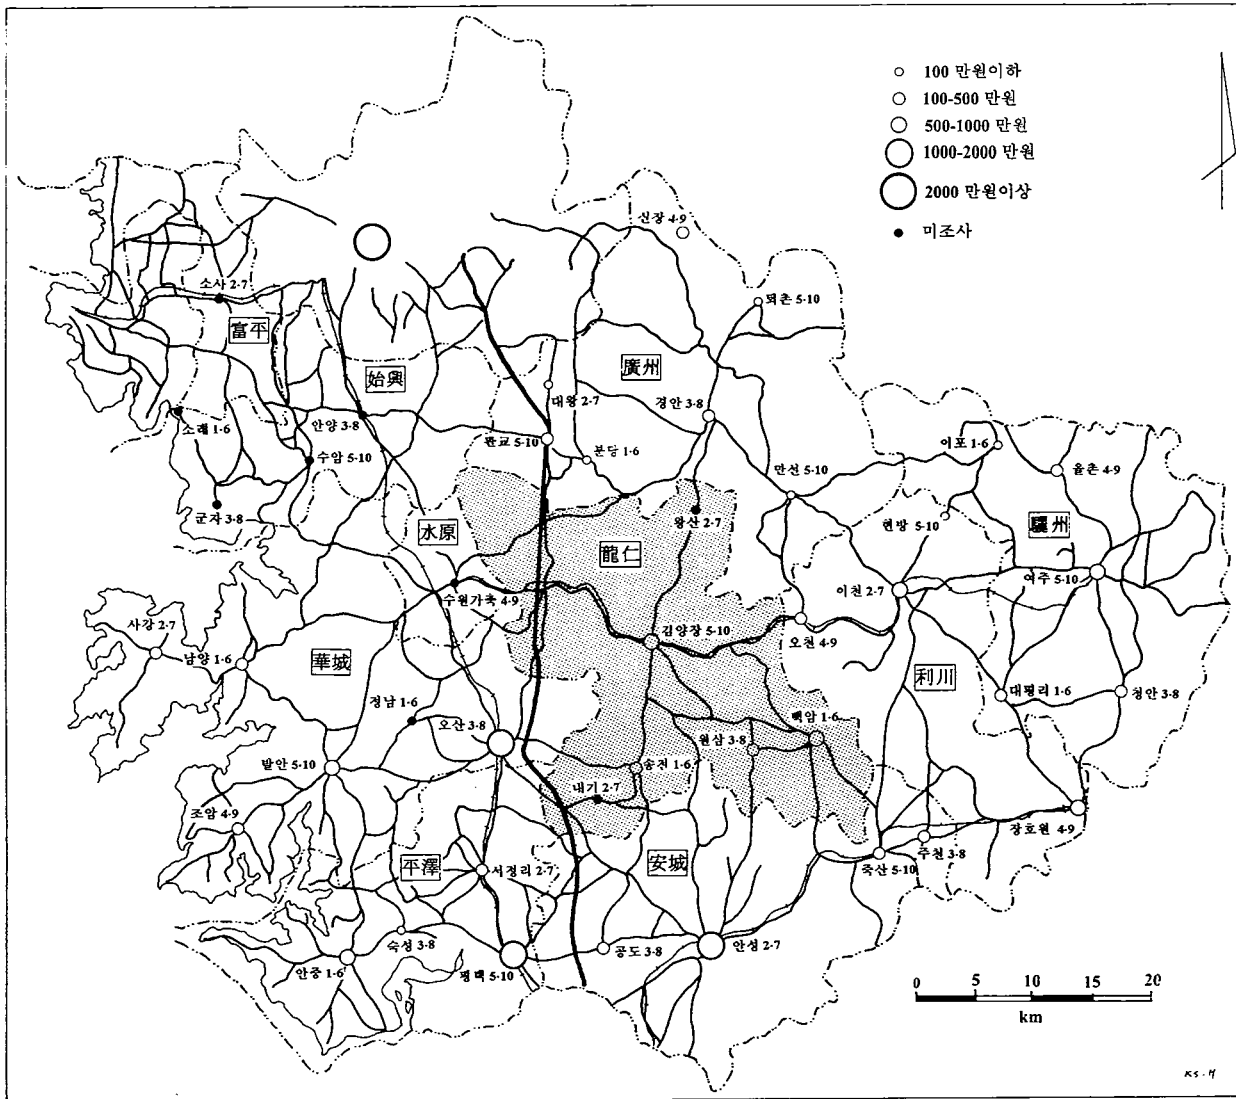 100 만원이하
100-500 만원
500-1000 만원
1000-2000 만원
2000 만원이상
미조사
신장 4·9
소사 2·7
퇴촌 5·10
富平
廣州
始興
대왕 2·7
경안 3·8
소래 1·6
안양 3·8
판교 5·10
분당 1·6
이포 1·6
수암 5·10
만선 5·10
율촌 4·9
군자 3·8
왕산 2·7
현방 5·10
水原
驪州
龍仁
여주 5·10
수원가축 4·9
이천 2·7
사강 2·7
김양장 5·10
오천 4·9
남양 1·6
華城
利川
정남 1·6
대평리 1·6
청안 3·8
오산 3·8
백암 1·6
원삼 3·8
발안 5·10
송전 1·6
내기 2·7
조암 4·9
장호원 4·9
주천 3·8
平澤
서정리 2·7
安城
죽산 5·10
숙성 3·8
공도 3·8
안성 2·7
안중 1·6
평택 5·10
0 5 10 15 20
km